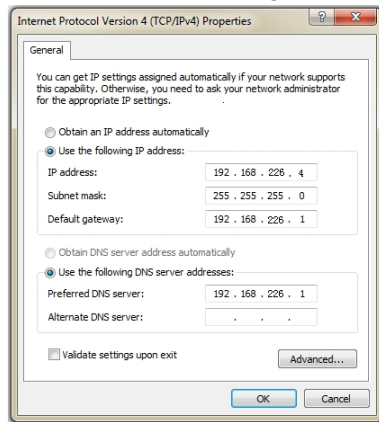 Internet Protocol Version 4 (TCP/IPv4) Properties
General
You can get IP settings assigned automatically if your network supports
this capability. Otherwise, you need to ask your network administrator
for the appropriate IP settings.
Obtain an IP address automatically
Use the following IP address:
IP address: 192 . 168 . 226 . 4
Subnet mask: 255 . 255 . 255 . 0
Default gateway: 192 . 168 . 226 . 1
Obtain DNS server address automatically
Use the following DNS server addresses:
Preferred DNS server: 192 . 168 . 226 . 1
Alternate DNS server: . . .
Validate settings upon exit
Advanced...
OK Cancel